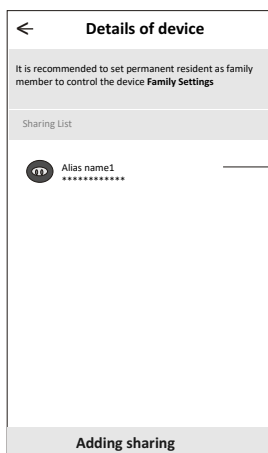 Details of device
It is recommended to set permanent resident as family
member to control the device Family Settings
Sharing List
Alias name1
************
Adding sharing